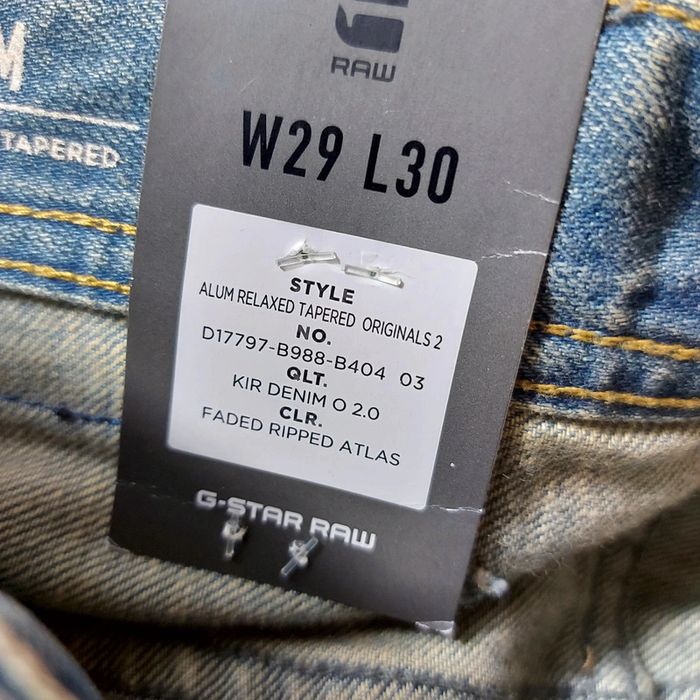 RAW
M
TAPERED
W29 L30
STYLE
ALUM RELAXED TAPERED ORIGINALS 2
NO.
D17797-B988-B404 03
QLT.
KIR DENIM O 2.0
CLR.
FADED RIPPED ATLAS
G-STAR RAW